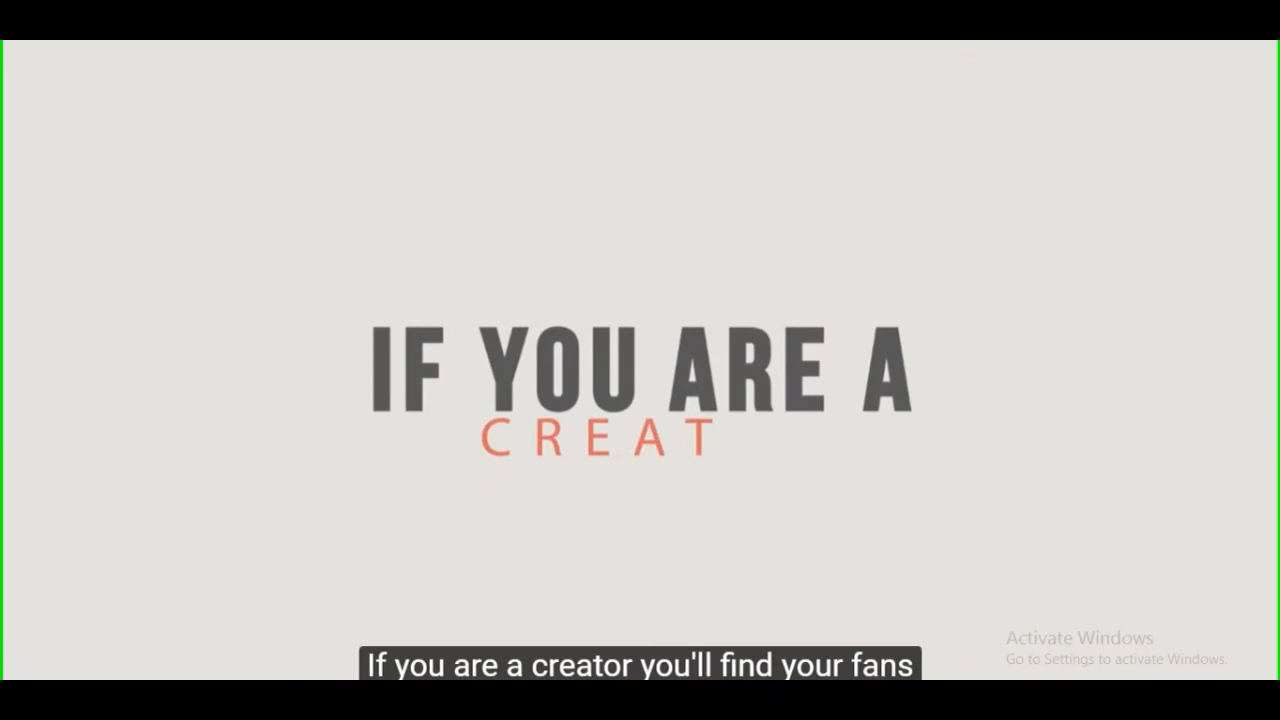 IF YOU ARE A
CREAT
Activate Windows
Go to Settings to activate Windows.
If you are a creator you'll find your fans